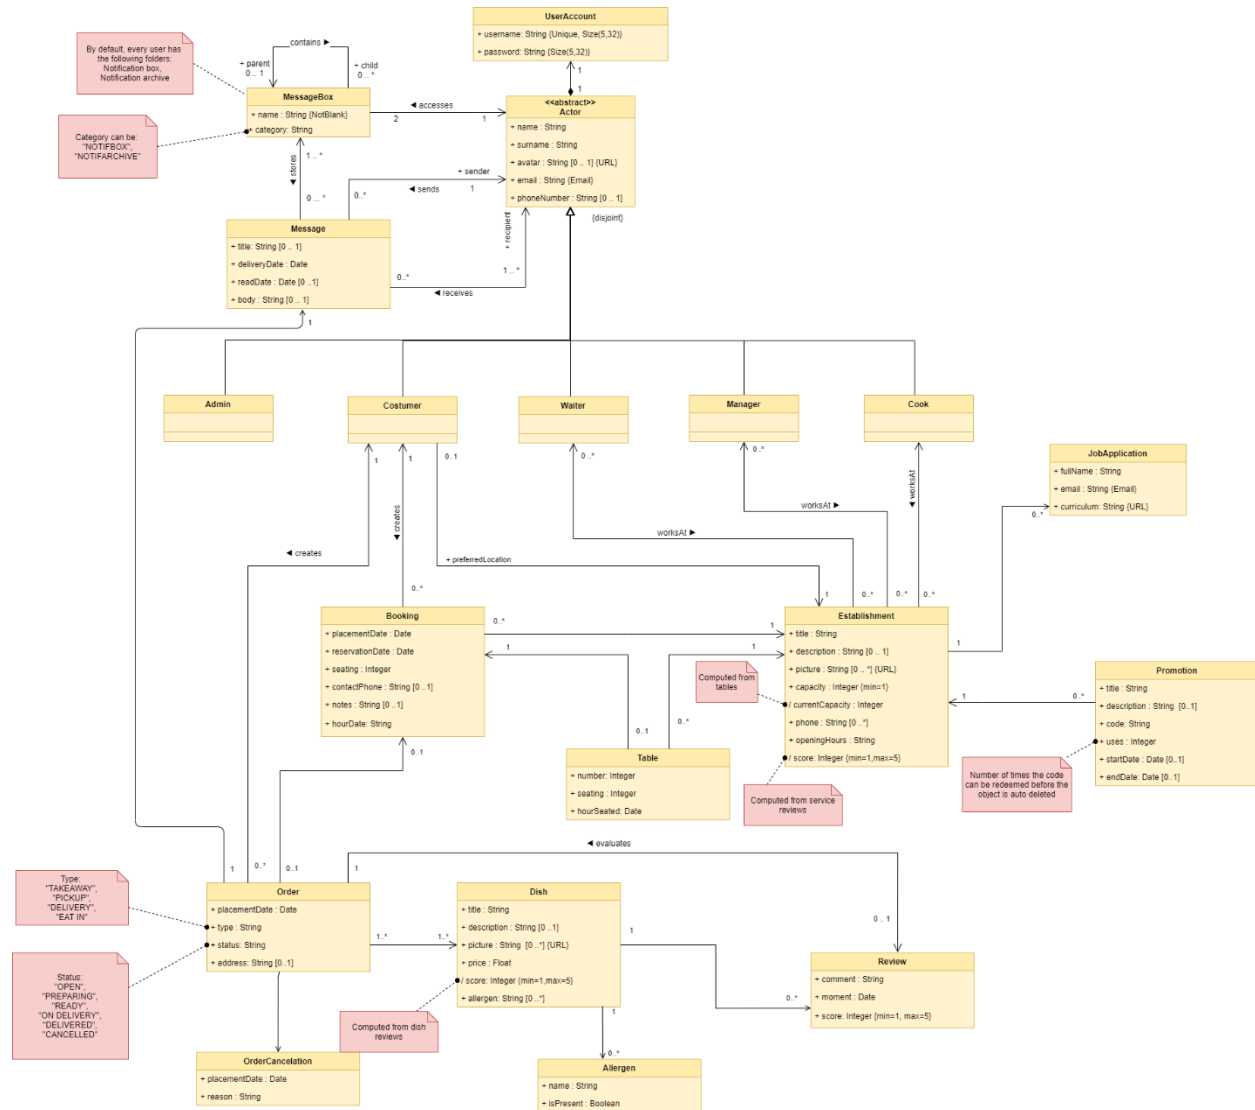 UserAccount
+ username: String {Unique, Size(5,32)}
+ password: String {Size(5,32)}
1
1
By default, every user has
the following folders:
Notification box,
Notification archive
contains ►
+ parent
0 .. 1
+ child
0 .. *
MessageBox
+ name : String {NotBlank}
+ category: String
◄ accesses
2
1
Category can be:
"NOTIFBOX",
"NOTIFARCHIVE"
<<abstract>>
Actor
+ name : String
+ surname : String
+ avatar : String [0 .. 1] {URL}
+ email : String {Email}
+ phoneNumber : String [0 .. 1]
{disjoint}
1 .. *
◄ stores
0 ... *
+ sender
◄ sends
0..*
1
+ recipient
1 .. *
0..*
◄ receives
Message
+ title: String [0 .. 1]
+ deliveryDate : Date
+ readDate : Date [0 ..1]
+ body : String [0 .. 1]
1
Admin
Costumer
Waiter
Manager
Cook
1
1
0..1
0 ..*
0..*
0..*
JobApplication
+ fullName : String
+ email : String {Email}
+ curriculum: String {URL}
0..*
1
◄ creates
◄ creates
0..*
+ preferredLocation
1
worksAt ►
worksAt ►
◄ worksAt
0..*
0..*
0..*
Booking
+ placementDate : Date
+ reservationDate : Date
+ seating : Integer
+ contactPhone : String [0 ..1]
+ notes : String [0 ..1]
+ hourDate: String
0..*
1
1
1
0..1
0..*
Establishment
+ title : String
+ description : String [0 .. 1]
+ picture : String [0 .. *] {URL}
+ capacity : Integer {min=1}
/ currentCapacity : Integer
+ phone : String [0 ..*]
+ openingHours : String
/ score: Integer {min=1,max=5}
Computed from
tables
Computed from service
reviews
1
0..*
Promotion
+ title : String
+ description : String [0..1]
+ code: String
+ uses : Integer
+ startDate : Date [0..1]
+ endDate: Date [0..1]
Number of times the code
can be redeemed before the
object is auto deleted
Table
+ number: Integer
+ seating : Integer
+ hourSeated: Date
0..1
◄ evaluates
1
0..*
0..1
1
0 .. 1
Type:
"TAKEAWAY",
"PICKUP",
"DELIVERY",
"EAT IN"
Order
+ placementDate : Date
+ type : String
+ status: String
+ address: String [0..1]
1..*
1..*
Dish
+ title : String
+ description : String [0..1]
+ picture : String [0 ..*] {URL}
+ price : Float
/ score: Integer {min=1,max=5}
+ allergen: String [0 ..*]
1
0..*
Status:
"OPEN",
"PREPARING",
"READY",
"ON DELIVERY",
"DELIVERED",
"CANCELLED"
Computed from dish
reviews
Review
+ comment : String
+ moment : Date
+ score: Integer {min=1, max=5}
1
0..*
OrderCancelation
+ placementDate : Date
+ reason : String
Allergen
+ name : String
+ isPresent : Boolean